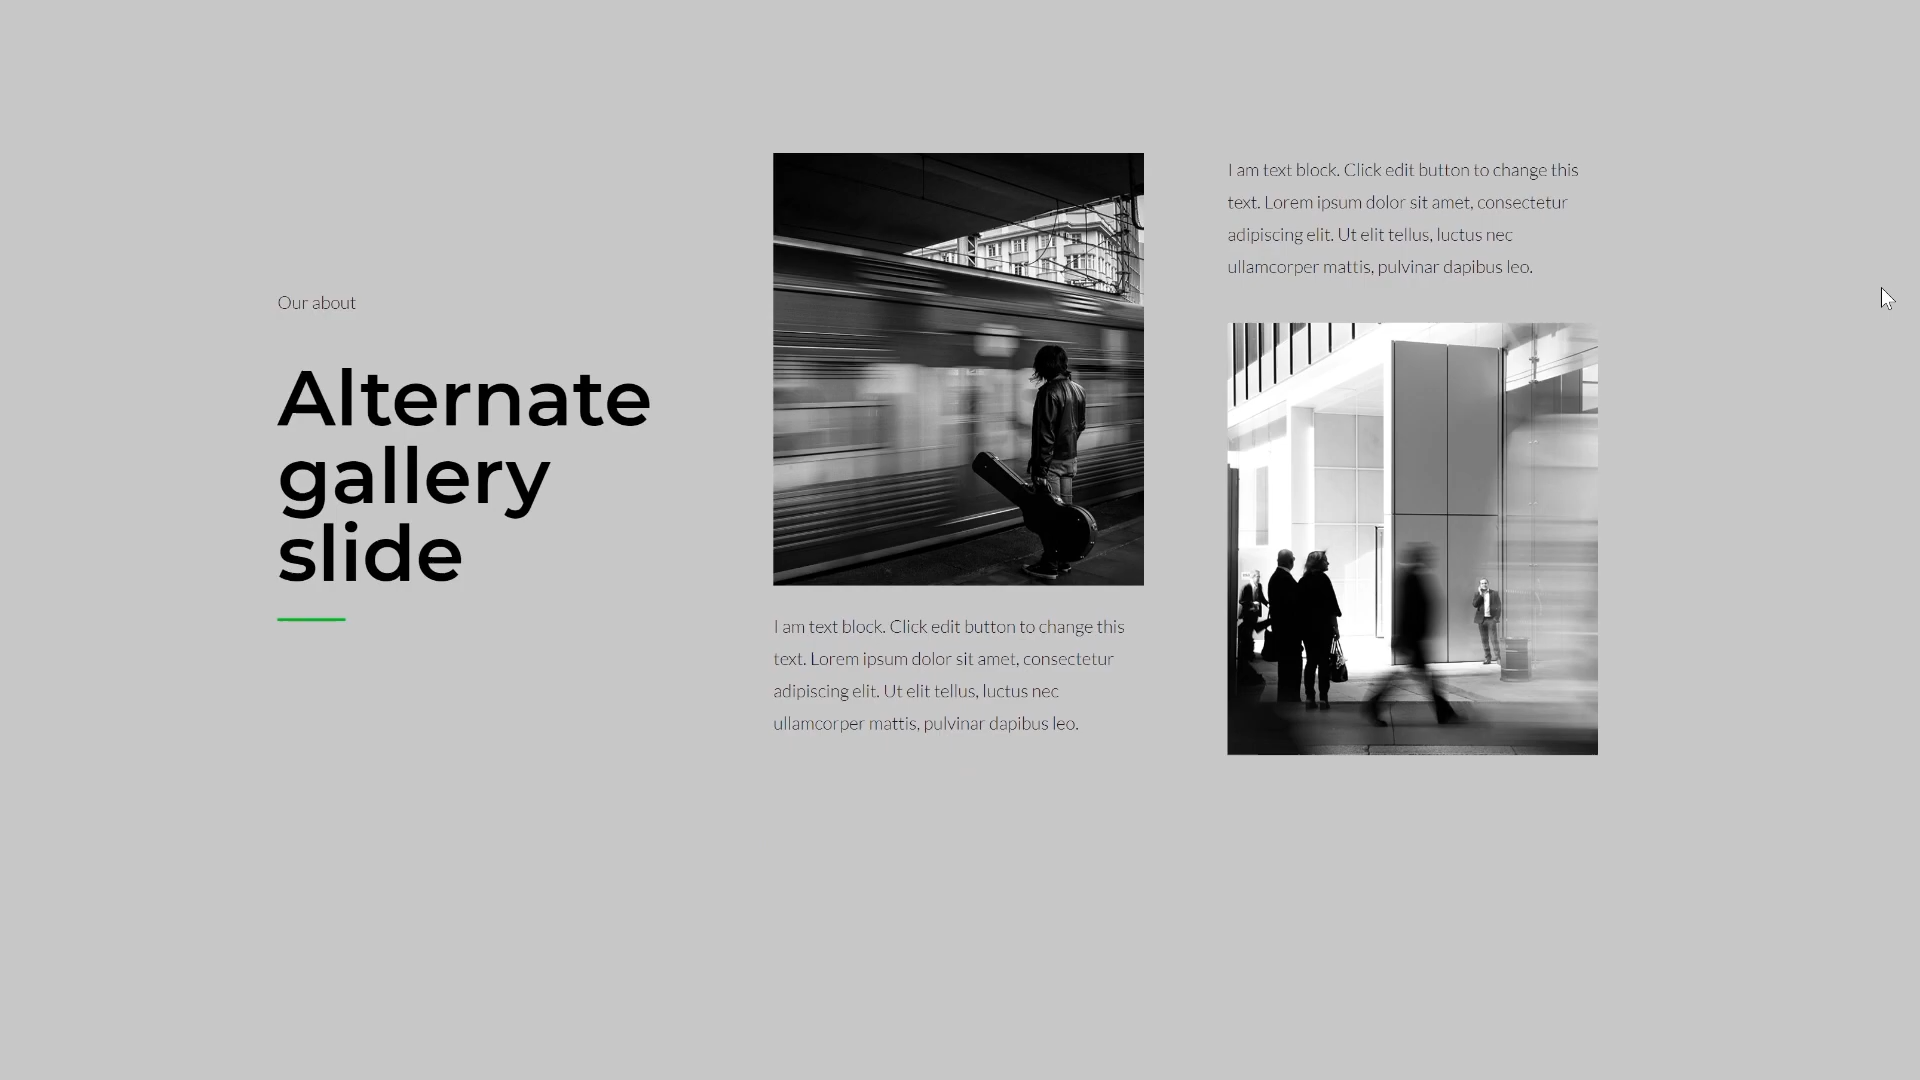 Our about
Alternate
gallery
slide
I am text block. Click edit button to change this
text. Lorem ipsum dolor sit amet, consectetur
adipiscing elit. Ut elit tellus, luctus nec
ullamcorper mattis, pulvinar dapibus leo.
I am text block. Click edit button to change this
text. Lorem ipsum dolor sit amet, consectetur
adipiscing elit. Ut elit tellus, luctus nec
ullamcorper mattis, pulvinar dapibus leo.